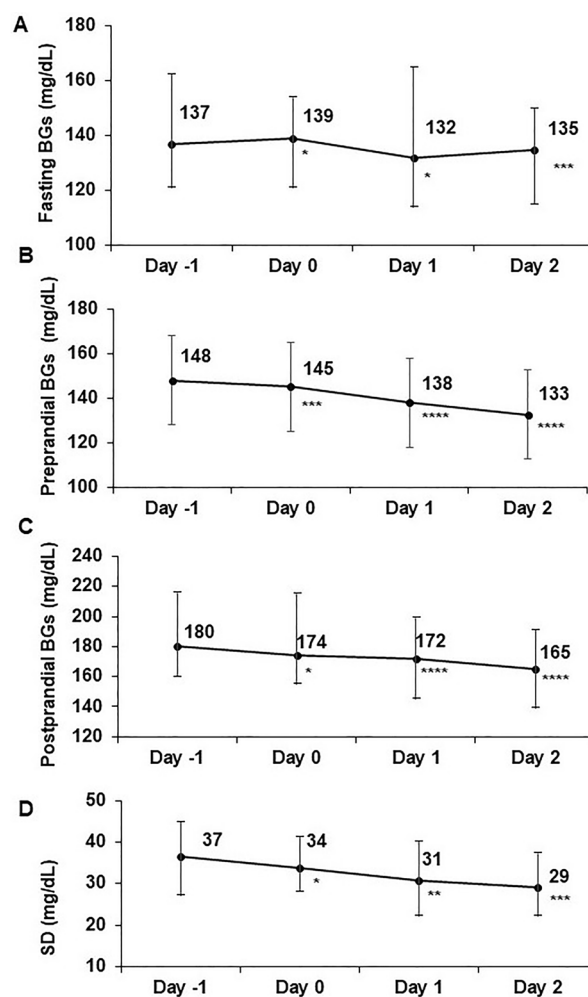 A
Fasting BGs (mg/dL)
180
160
140
120
100
137
139
132
135
*
*
***
Day -1
Day 0
Day 1
Day 2
B
Preprandial BGs (mg/dL)
180
160
140
120
100
148
145
138
133
***
****
****
Day -1
Day 0
Day 1
Day 2
C
Postprandial BGs (mg/dL)
240
220
200
180
160
140
120
180
174
172
165
*
****
****
Day -1
Day 0
Day 1
Day 2
D
SD (mg/dL)
50
40
30
20
10
37
34
31
29
*
**
***
Day -1
Day 0
Day 1
Day 2